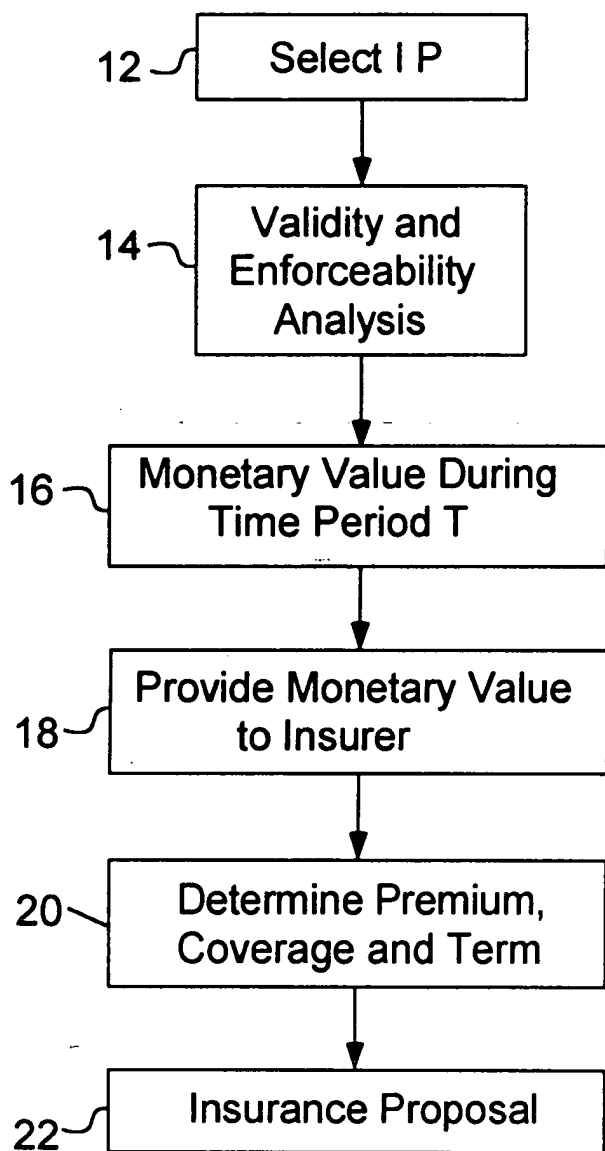 12 Select I P
14 Validity and
Enforceability
Analysis
16 Monetary Value During
Time Period T
18 Provide Monetary Value
to Insurer
20 Determine Premium,
Coverage and Term
22 Insurance Proposal